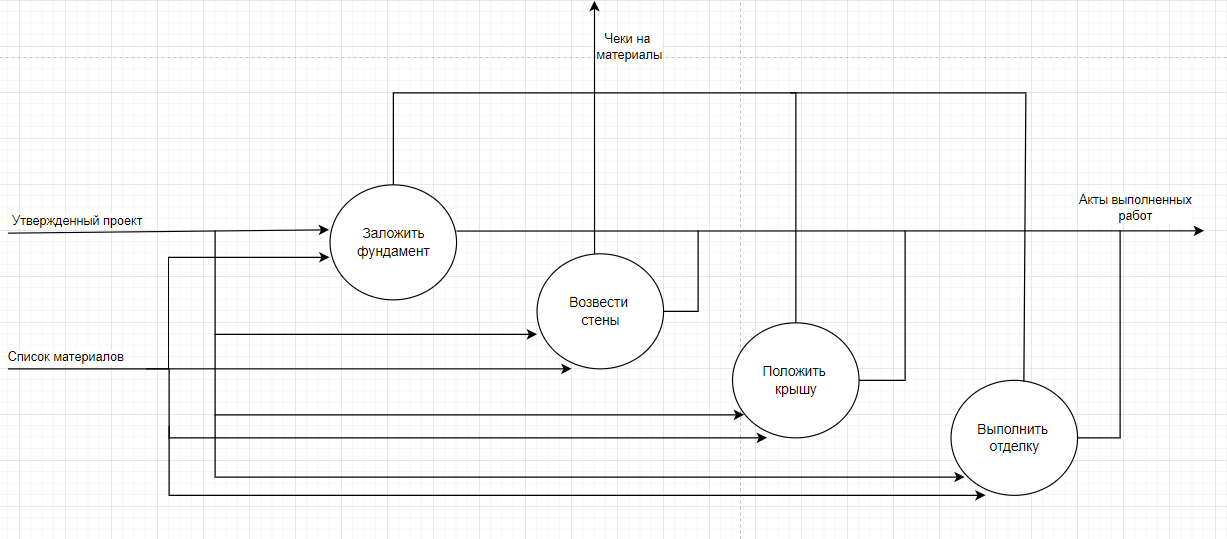 Чеки на
материалы
Утвержденный проект
Заложить
фундамент
Акты выполненных
работ
Возвести
стены
Список материалов
Положить
крышу
Выполнить
отделку